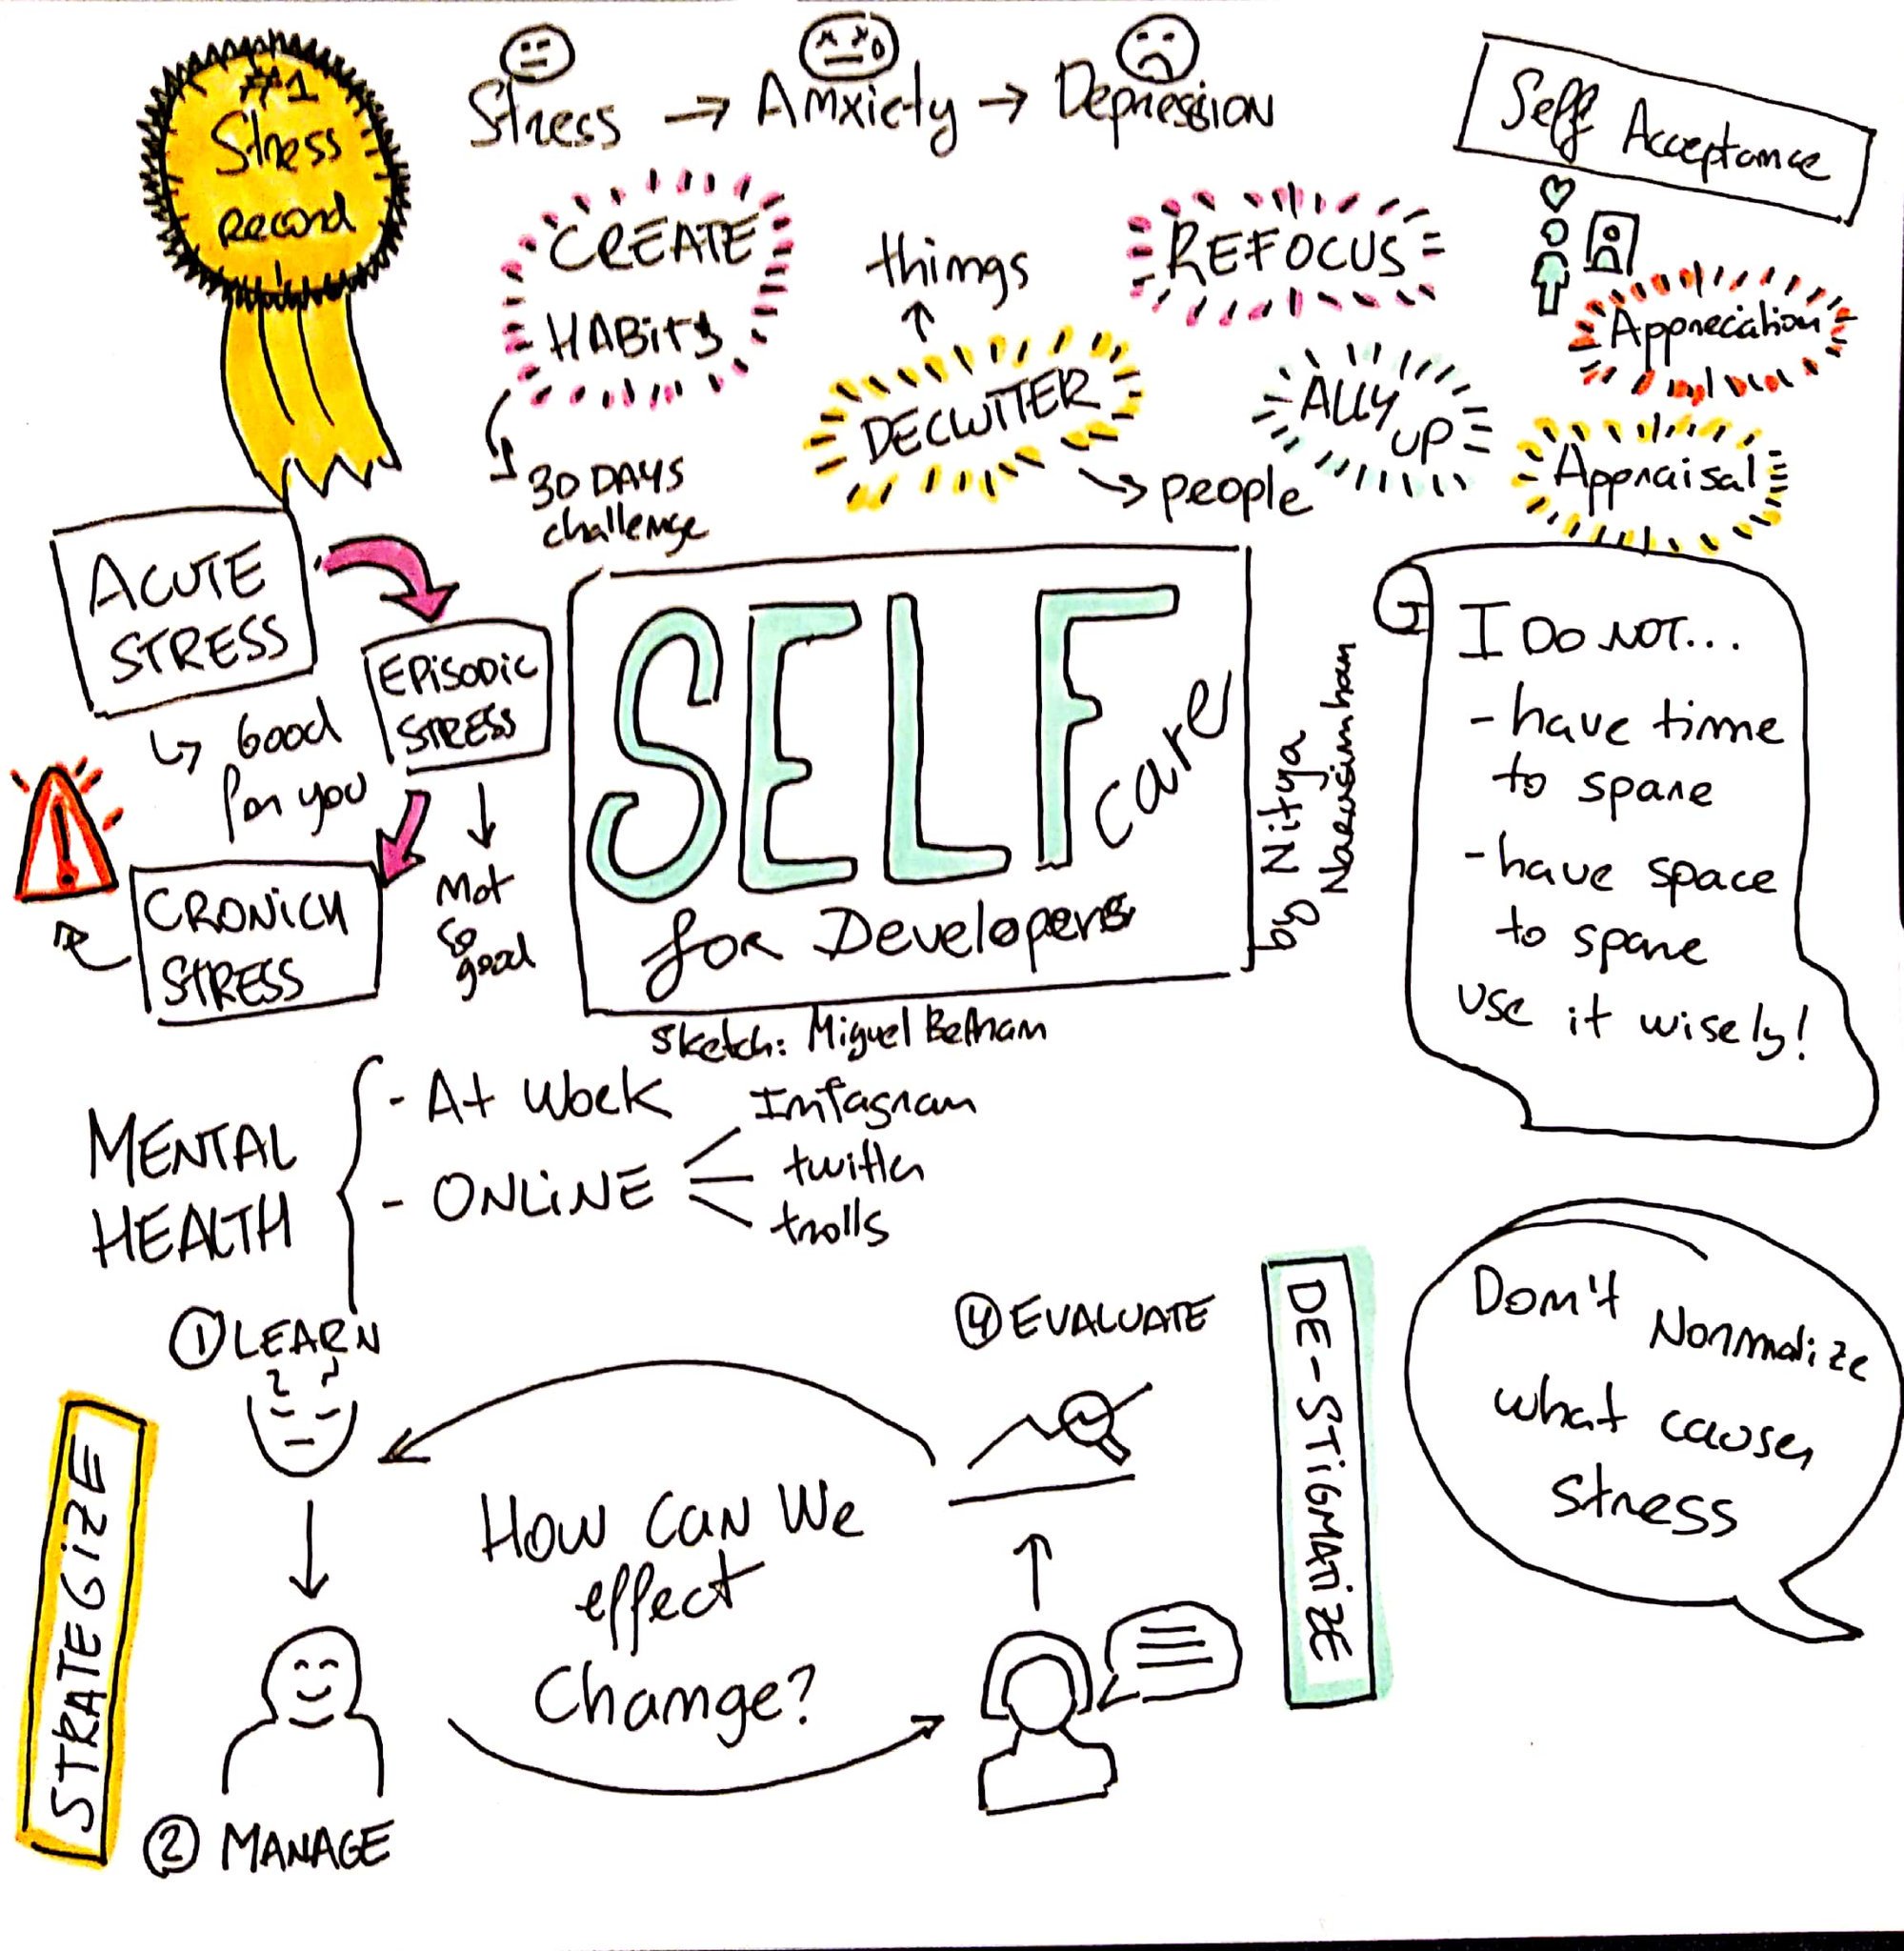 #1
Stress
Record
Stress → Anxiety → Depression
Self Acceptance
CREATE
HABITS
30 DAYS
challenge
things
DECLUTTER
people
REFOCUS
ALLY
UP
Appreciation
Appraisal
ACUTE
STRESS
Good
for you
EPISODIC
STRESS
Not
so
good
CRONICH
STRESS
SELF
care
for Developers
by Nitya
Narasimhan
Sketch: Miguel Beltran
I DO NOT...
- have time
to spare
- have space
to spare
use it wisely!
MENTAL
HEALTH
- At Work
- ONLINE
Instagram
twitter
trolls
① LEARN
② MANAGE
④ EVALUATE
How Can We
effect
Change?
STRATEGIZE
DE-STIGMATIZE
Don't Normalize
what causes
stress